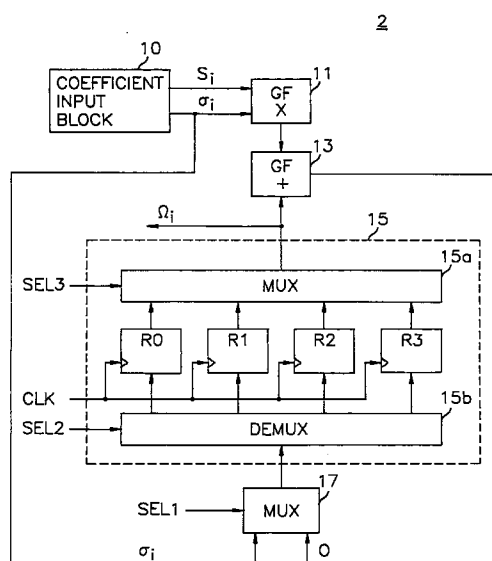 2
10
COEFFICIENT
INPUT
BLOCK
Si
σi
11
GF
X
13
GF
+
Ωi
15
15a
SEL3
MUX
R0 R1 R2 R3
CLK
15b
SEL2
DEMUX
17
SEL1
MUX
σi 0